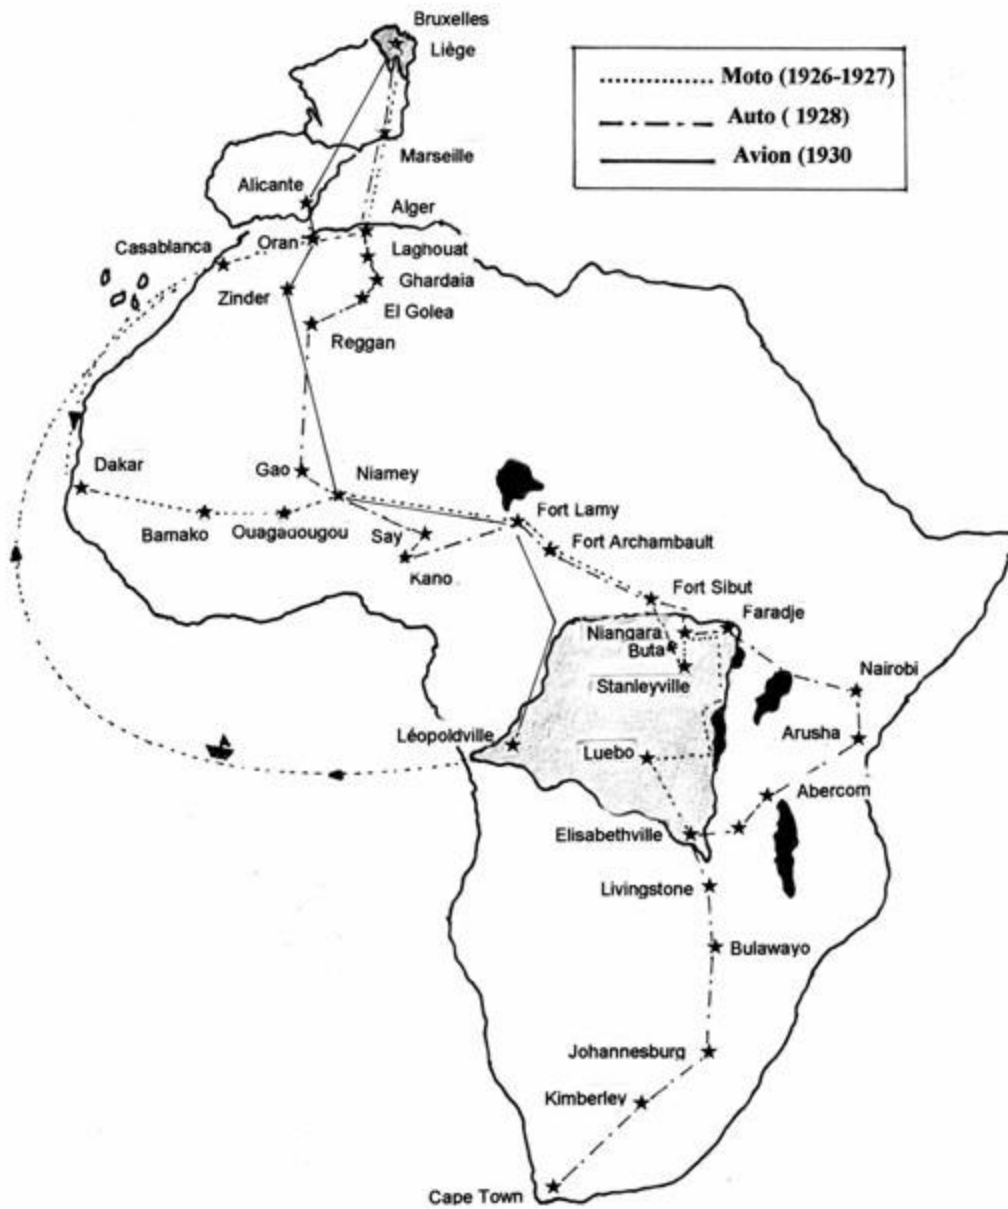 Bruxelles
Liège
Moto (1926-1927)
Auto ( 1928)
Avion (1930
Marseille
Alicante
Alger
Casablanca
Oran
Laghouat
Ghardaia
Zinder
El Golea
Reggan
Dakar
Gao
Niamey
Fort Lamy
Bamako
Ouagadougou
Say
Fort Archambault
Kano
Fort Sibut
Faradje
Niangara
Buta
Stanleyville
Nairobi
Léopoldville
Luebo
Arusha
Abercom
Elisabethville
Livingstone
Bulawayo
Johannesburg
Kimberley
Cape Town